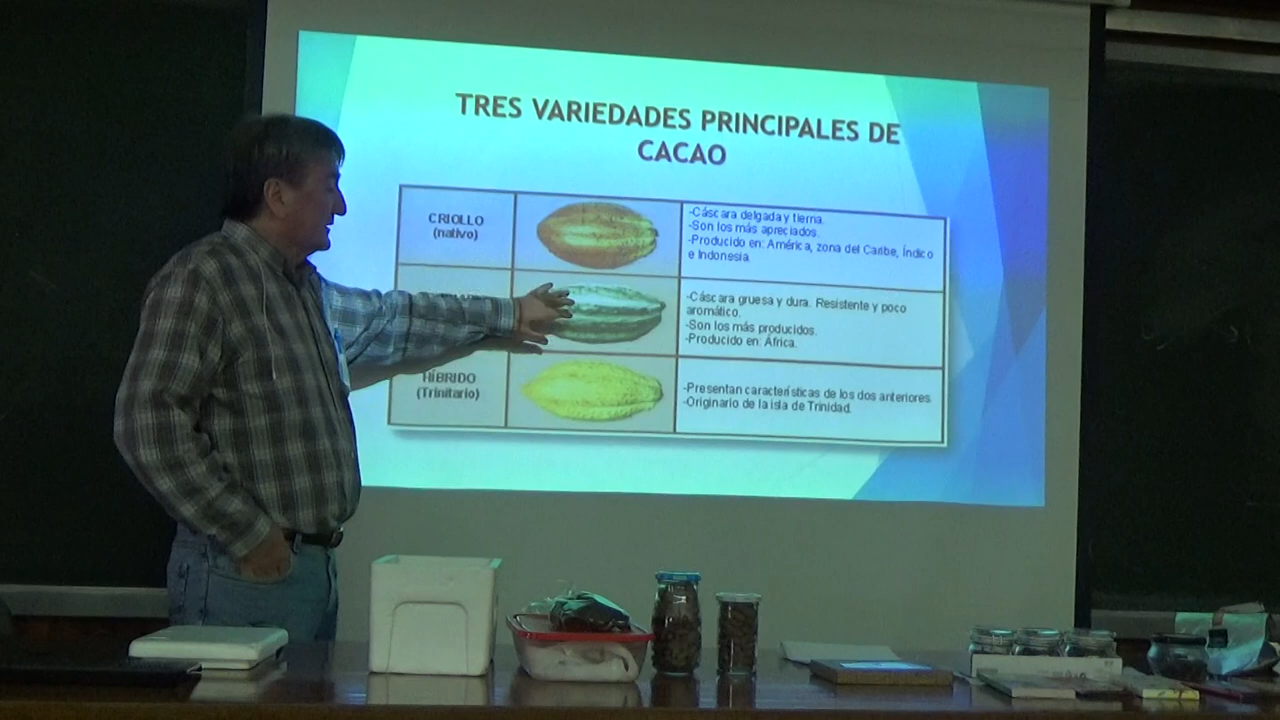 TRES VARIEDADES PRINCIPALES DE
CACAO
CRIOLLO
(nativo)
-Cáscara delgada y tierna.
-Son los más apreciados.
-Producido en: América, zona del Caribe, Índico
e Indonesia.
-Cáscara gruesa y dura. Resistente y poco
aromático.
-Son los más producidos.
-Producido en: África.
HÍBRIDO
(Trinitario)
-Presentan características de los dos anteriores.
-Originario de la isla de Trinidad.